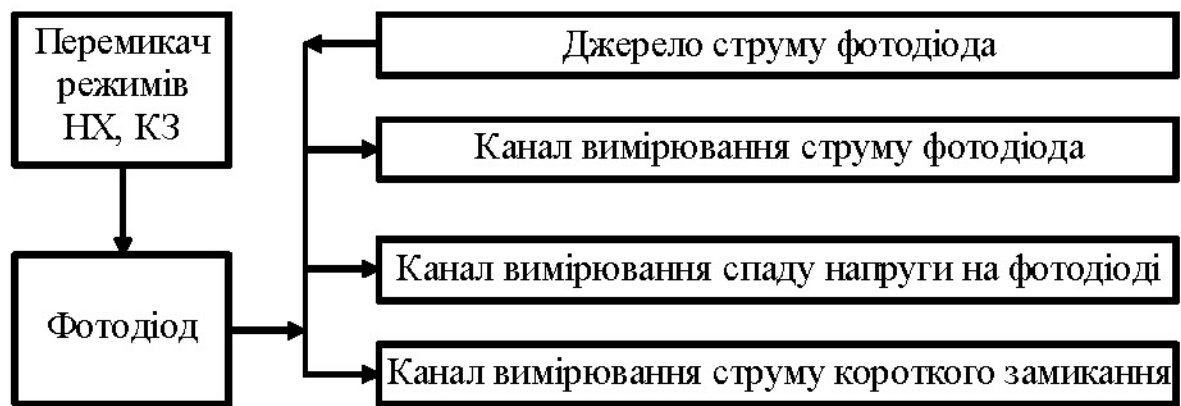 Перемикач
режимів
НХ, КЗ
Джерело струму фотодіода
Канал вимірювання струму фотодіода
Канал вимірювання спаду напруги на фотодіоді
Фотодіод
Канал вимірювання струму короткого замикання